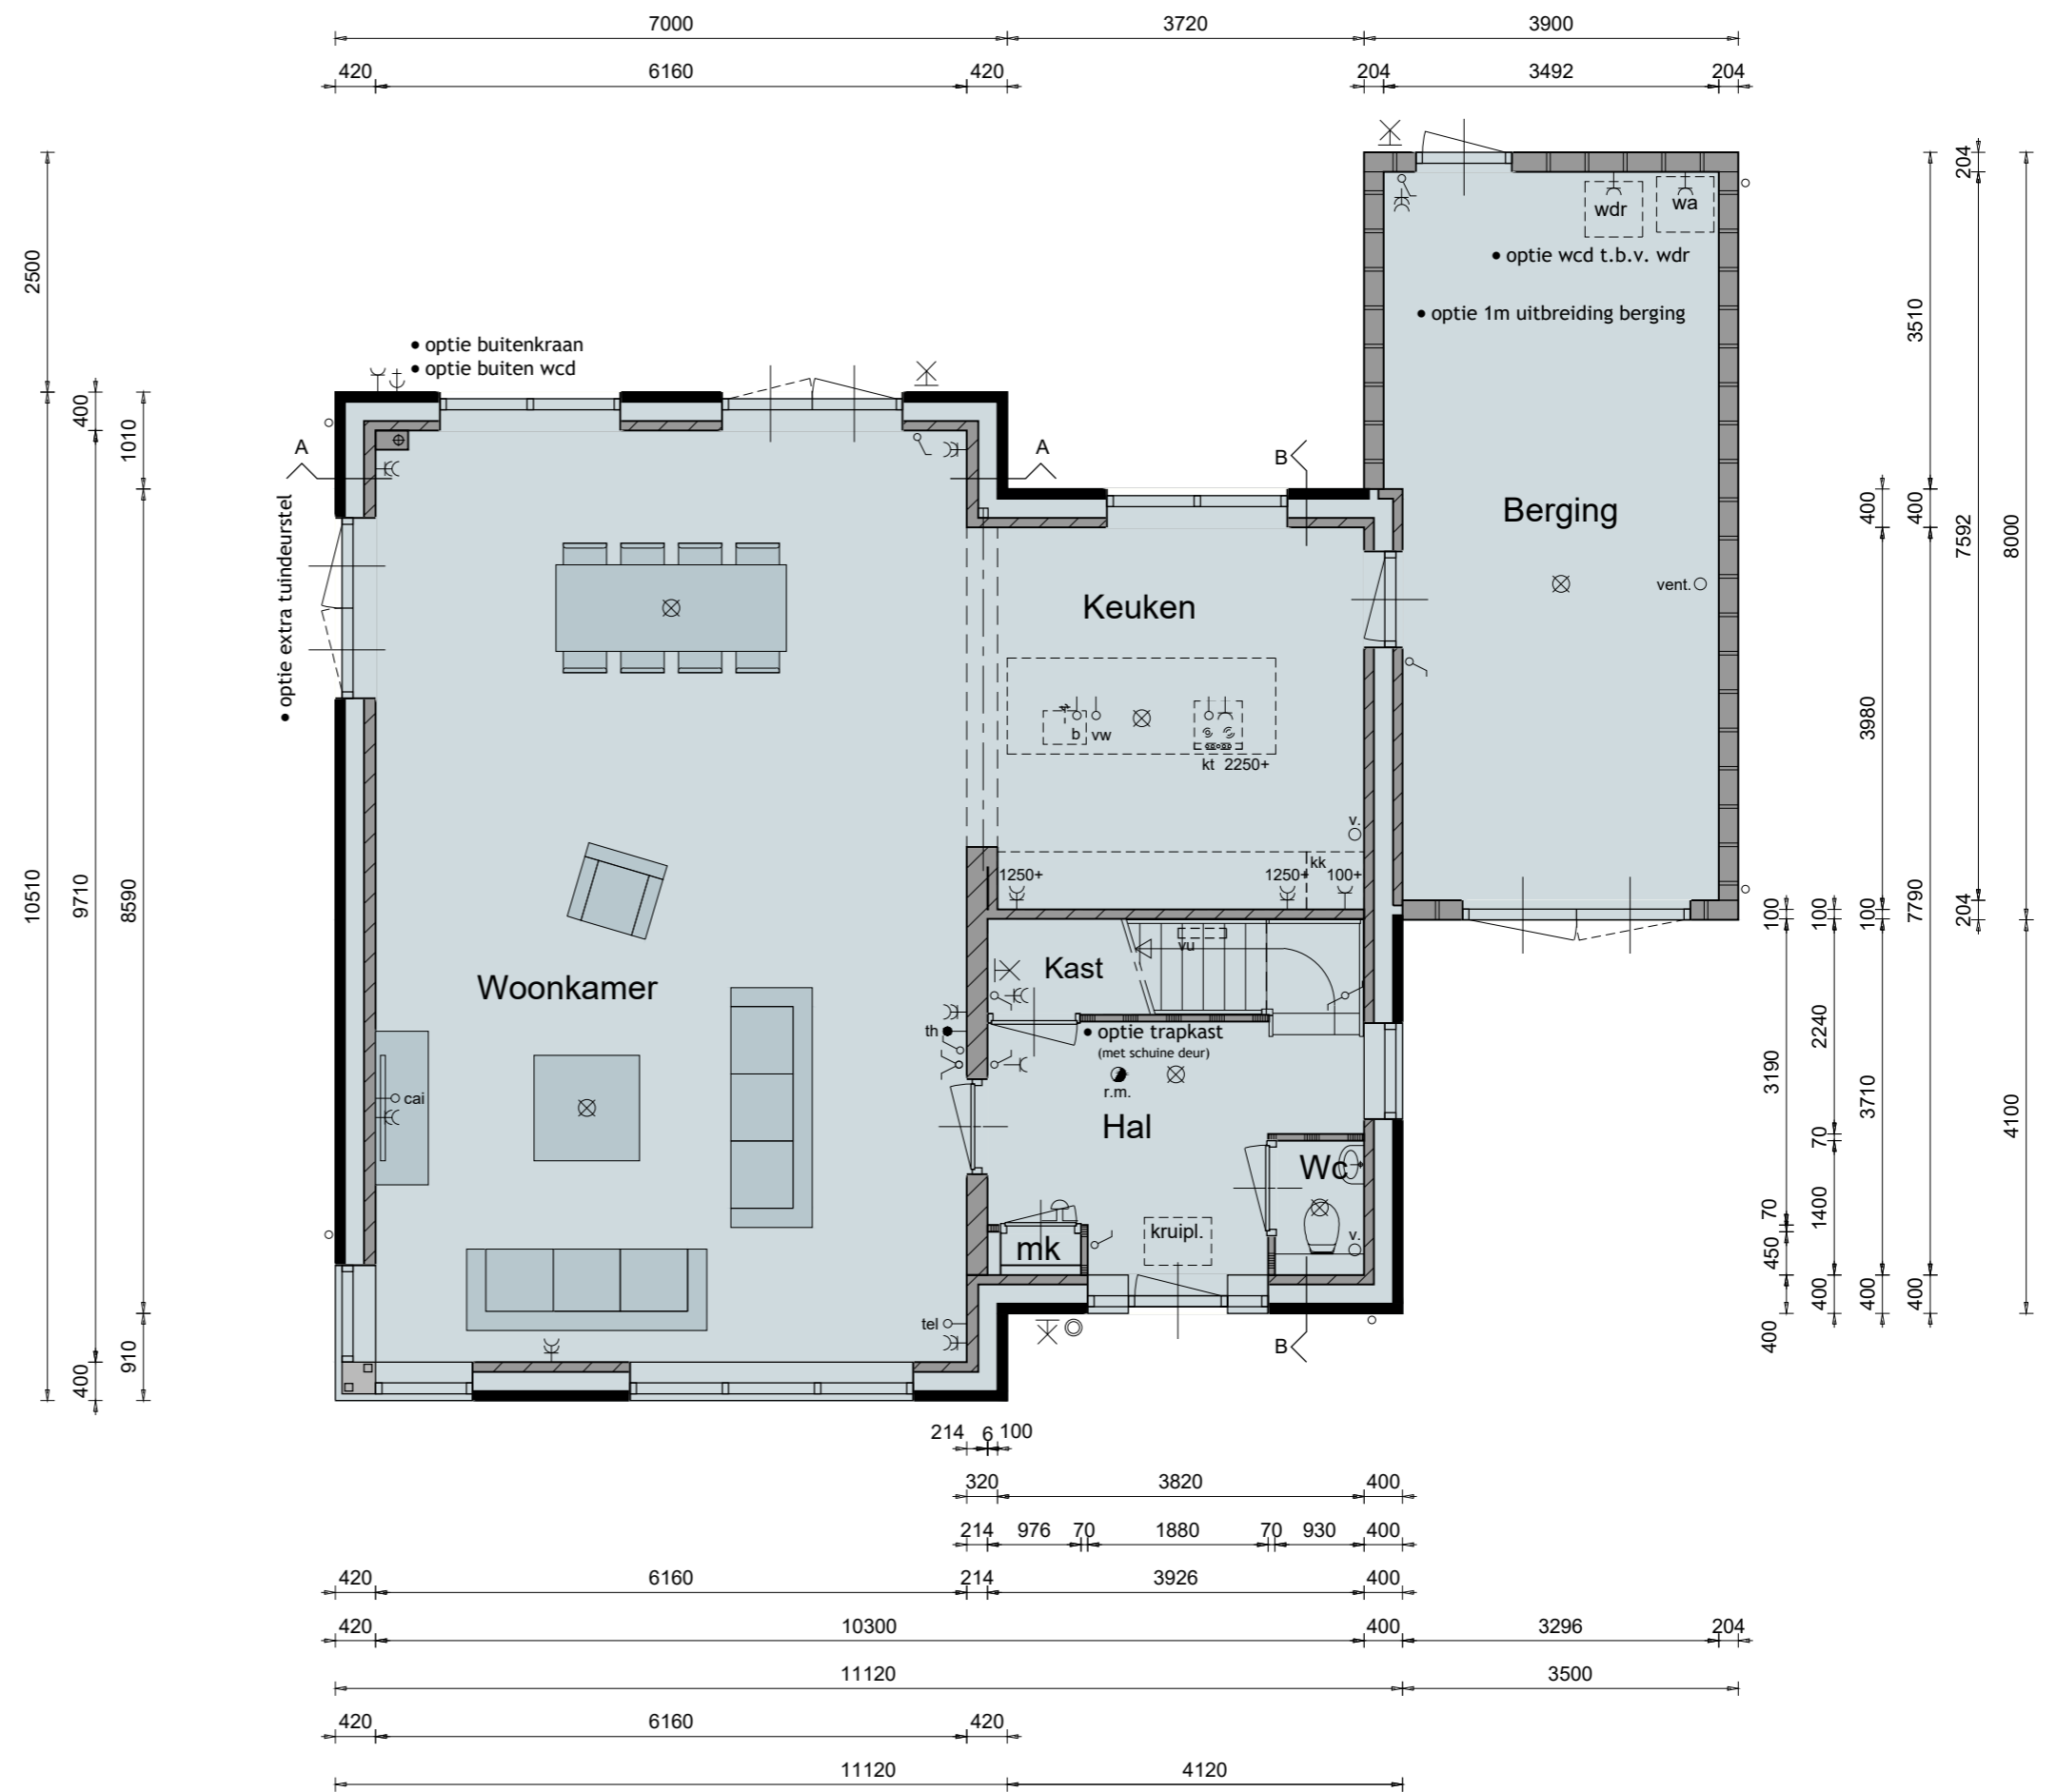 7000 3720 3900
420 6160 420 204 3492 204
204
wdr wa
• optie wcd t.b.v. wdr
2500
3510
• optie 1m uitbreiding berging
• optie buitenkraan
• optie buiten wcd
400
1010
A A B
400 400
• optie extra tuindeurstel
Berging
7592
8000
vent.
Keuken
b vw
kt 2250+
3980
v.
kk
1250+ 1250+ 100+
10510
9710
8590
7790
100 100 100 204
Kast
vu
Woonkamer
th
• optie trapkast
(met schuine deur)
r.m.
2240
3190
cai
Hal
3710
4100
70
Wc
1400
70
kruipl.
mk
v.
450
400 400 400
400
tel
B
910
400
214 6 100
320 3820 400
214 976 70 1880 70 930 400
420 6160 214 3926 400
420 10300 400 3296 204
11120 3500
420 6160 420
11120 4120